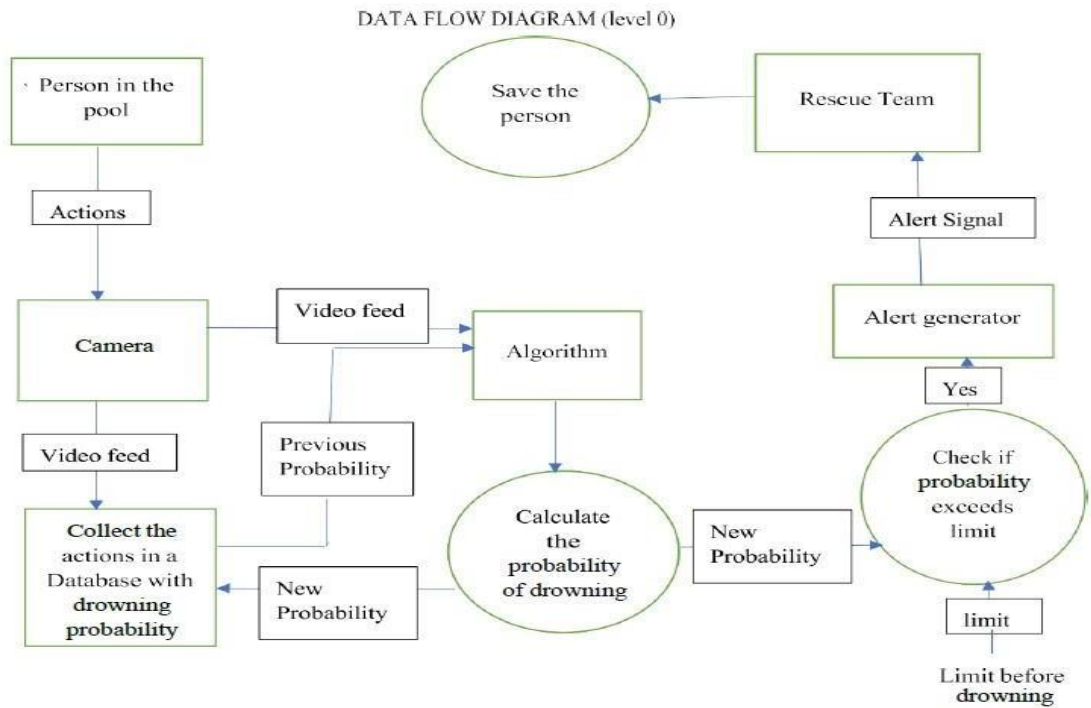 DATA FLOW DIAGRAM (level 0)
Person in the
pool
Save the
person
Rescue Team
Actions
Alert Signal
Camera
Video feed
Algorithm
Alert generator
Yes
Video feed
Previous
Probability
Check if
probability
exceeds
limit
Collect the
actions in a
Database with
drowning
probability
New
Probability
Calculate
the
probability
of drowning
New
Probability
limit
Limit before
drowning